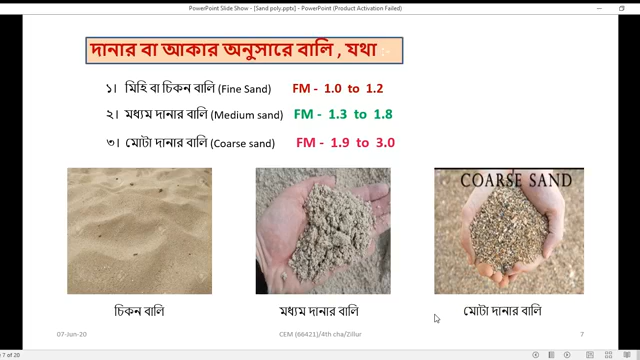 PowerPoint Slide Show - [Sand poly.pptx] - PowerPoint (Product Activation Failed)
দানার বা আকার অনুসারে বালি , যথা :-
১। মিহি বা চিকন বালি (Fine Sand) FM - 1.0 to 1.2
২। মধ্যম দানার বালি (Medium sand) FM - 1.3 to 1.8
৩। মোটা দানার বালি (Coarse sand) FM - 1.9 to 3.0
COARSE SAND
চিকন বালি মধ্যম দানার বালি মোটা দানার বালি
07-Jun-20 CEM (66421)/4th cha/Zillur 7
7 of 20